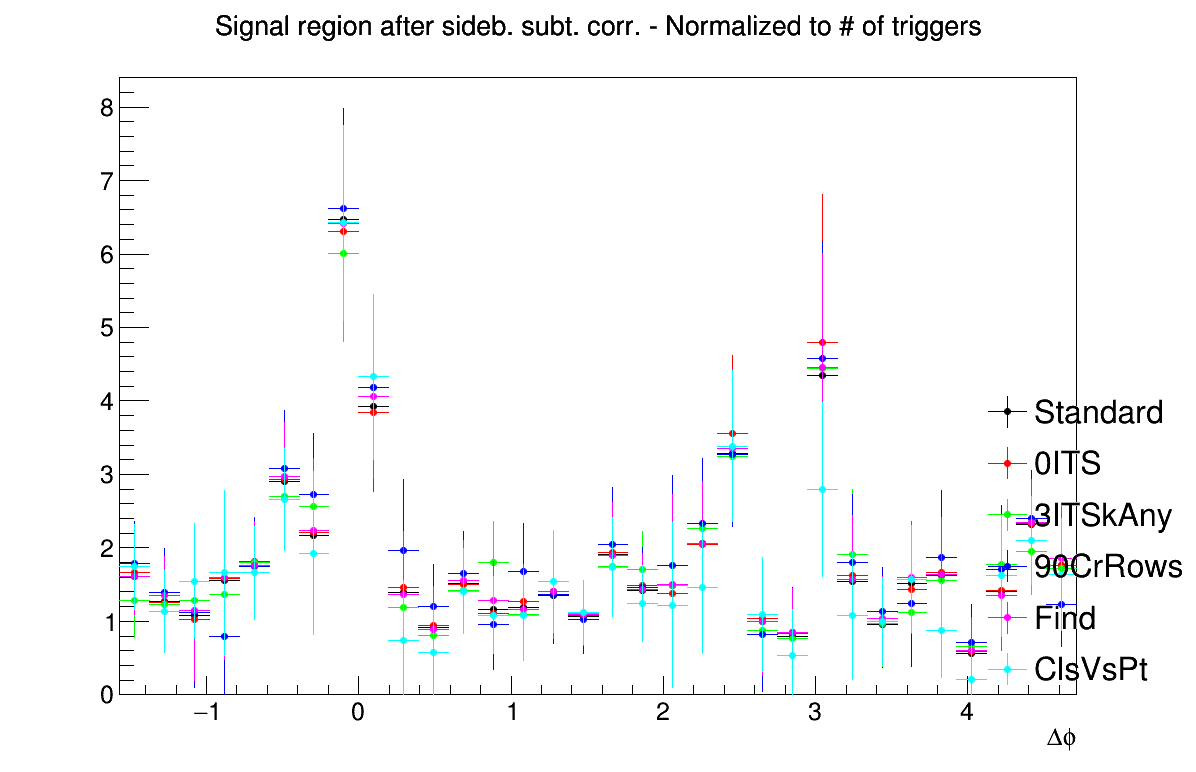 Signal region after sideb. subt. corr. - Normalized to # of triggers
8
7
6
5
4
3
2
1
0
−1 0 1 2 3 4
Δϕ
Standard
0ITS
3ITSkAny
90CrRows
Find
ClsVsPt